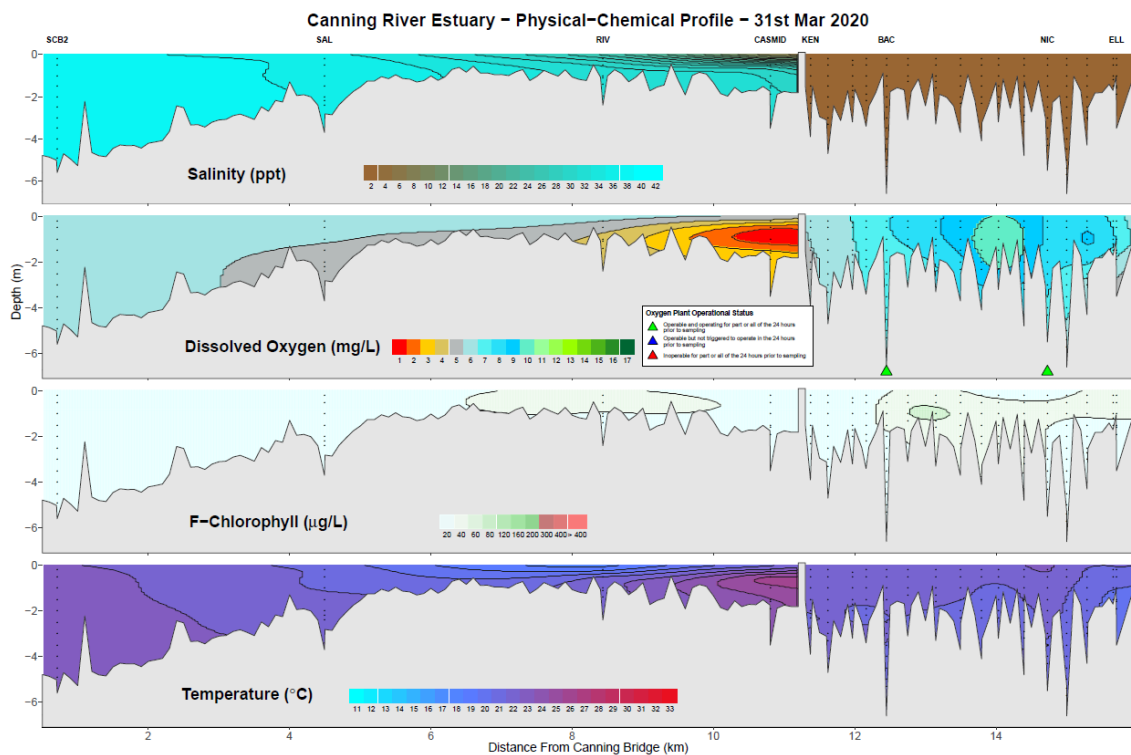 Canning River Estuary − Physical−Chemical Profile − 31st Mar 2020
SCB2 SAL RIV CASMID KEN BAC NIC ELL
0
−2
−4
−6
Salinity (ppt)
2 4 6 8 10 12 14 16 18 20 22 24 26 28 30 32 34 36 38 40 42
0
−2
−4
−6
Depth (m)
Dissolved Oxygen (mg/L)
1 2 3 4 5 6 7 8 9 10 11 12 13 14 15 16 17
Oxygen Plant Operational Status
Operable and operating for part or all of the 24 hours
prior to sampling
Operable but not triggered to operate in the 24 hours
prior to sampling
Inoperable for part or all of the 24 hours prior to sampling
0
−2
−4
−6
F−Chlorophyll (μg/L)
20 40 60 80 120 160 200 300 400 > 400
0
−2
−4
−6
Temperature (°C)
11 12 13 14 15 16 17 18 19 20 21 22 23 24 25 26 27 28 29 30 31 32 33
2 4 6 8 10 12 14
Distance From Canning Bridge (km)